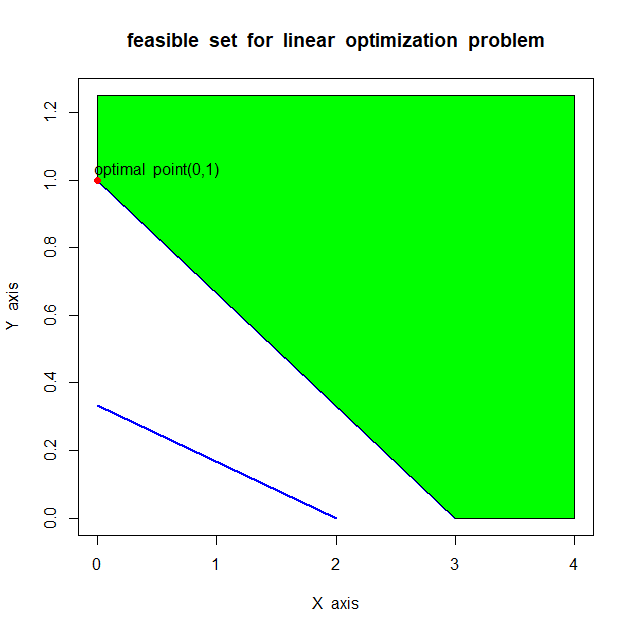 feasible set for linear optimization problem
1.2
optimal point(0,1)
1.0
0.8
0.6
0.4
0.2
0.0
Y axis
0 1 2 3 4
X axis